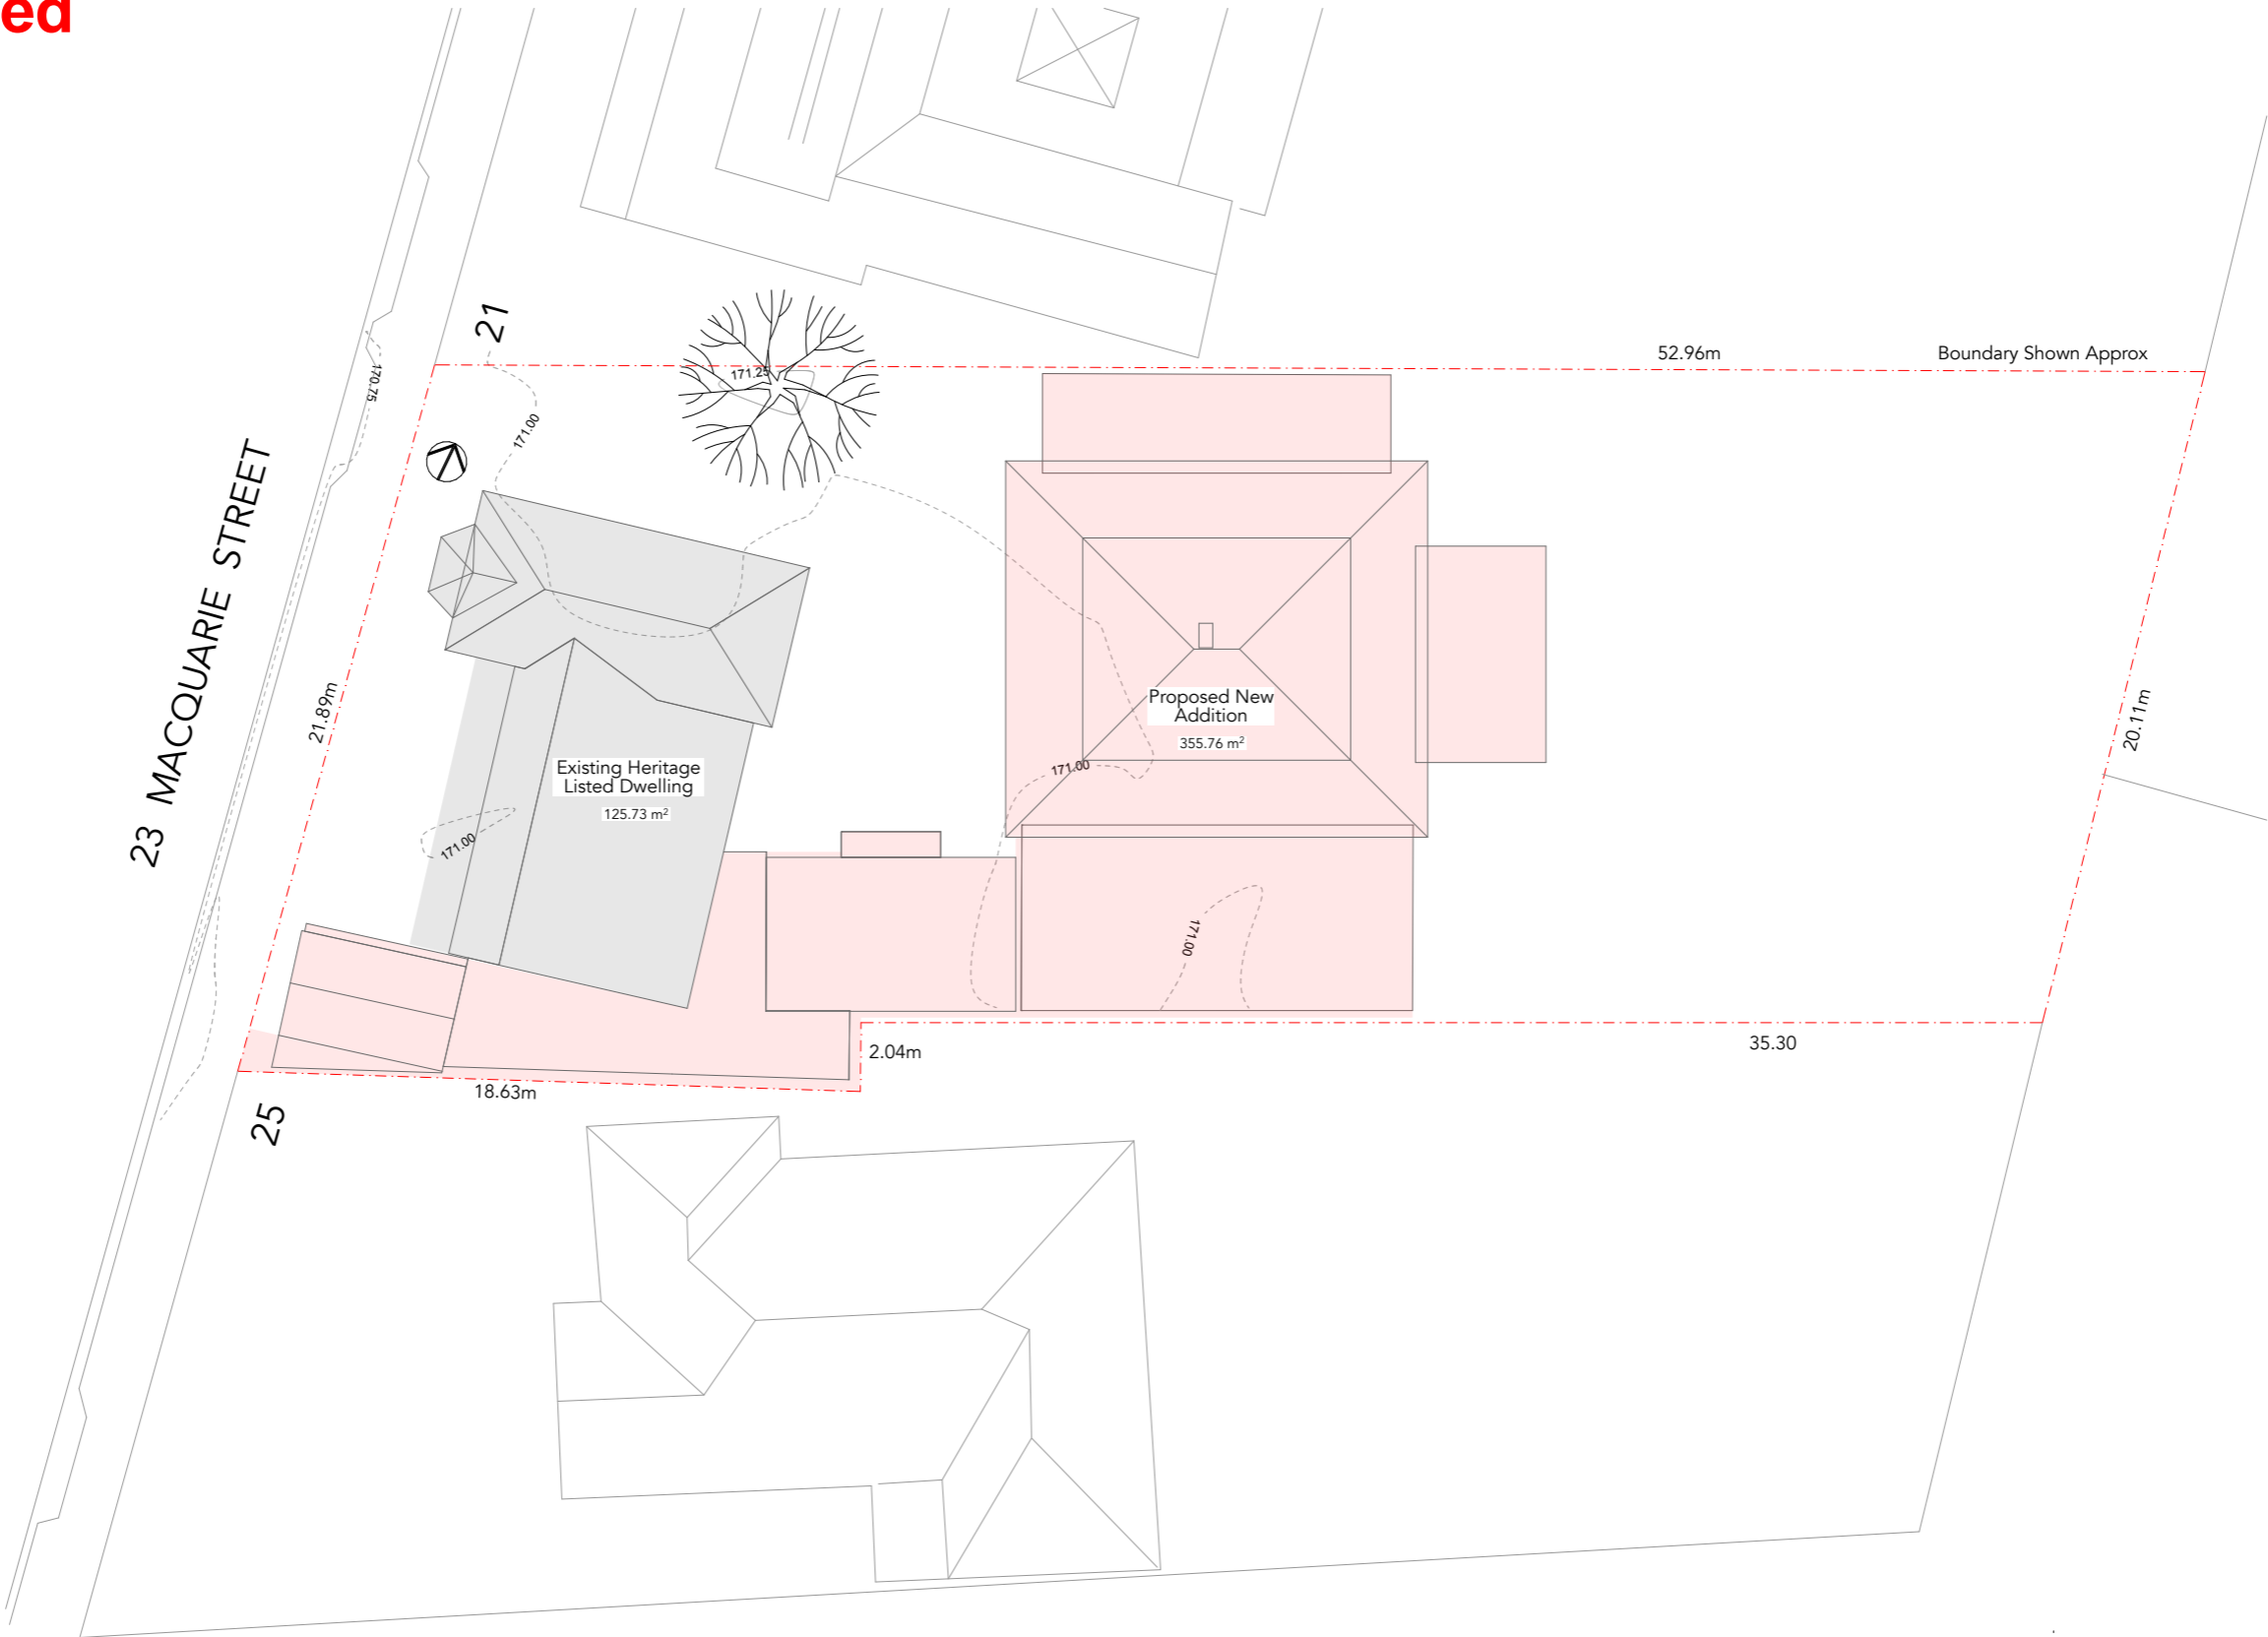 ed
21
52.96m
Boundary Shown Approx
170.75
171.25
171.00
23 MACQUARIE STREET
21.89m
20.11m
Proposed New
Addition
355.76 m²
Existing Heritage
Listed Dwelling
125.73 m²
171.00
171.00
171.00
2.04m
35.30
18.63m
25